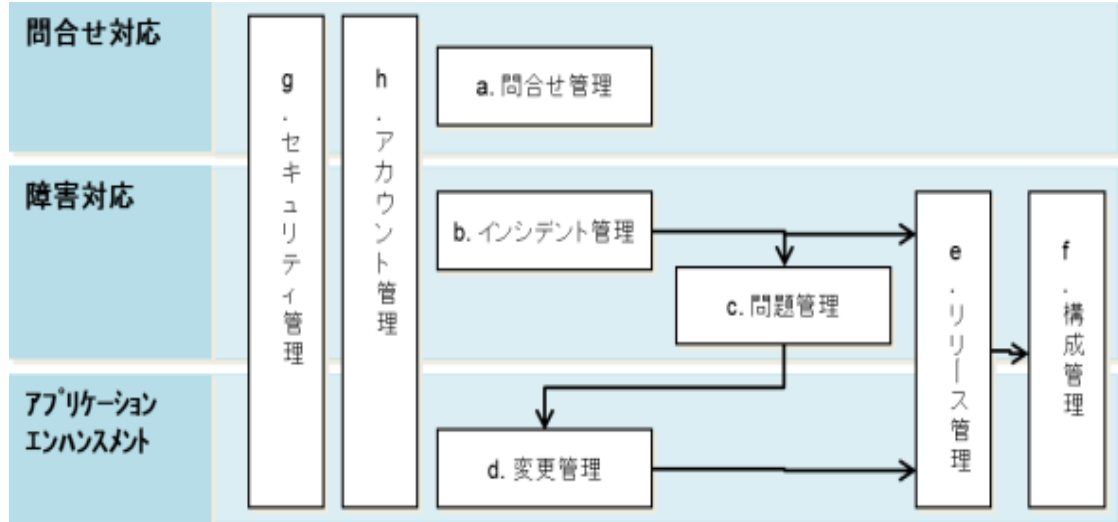 問合せ対応
g.セキュリティ管理
h.アカウント管理
a. 問合せ管理
障害対応
b. インシデント管理
c. 問題管理
e.リリース管理
f.構成管理
アプリケーション
エンハンスメント
d. 変更管理